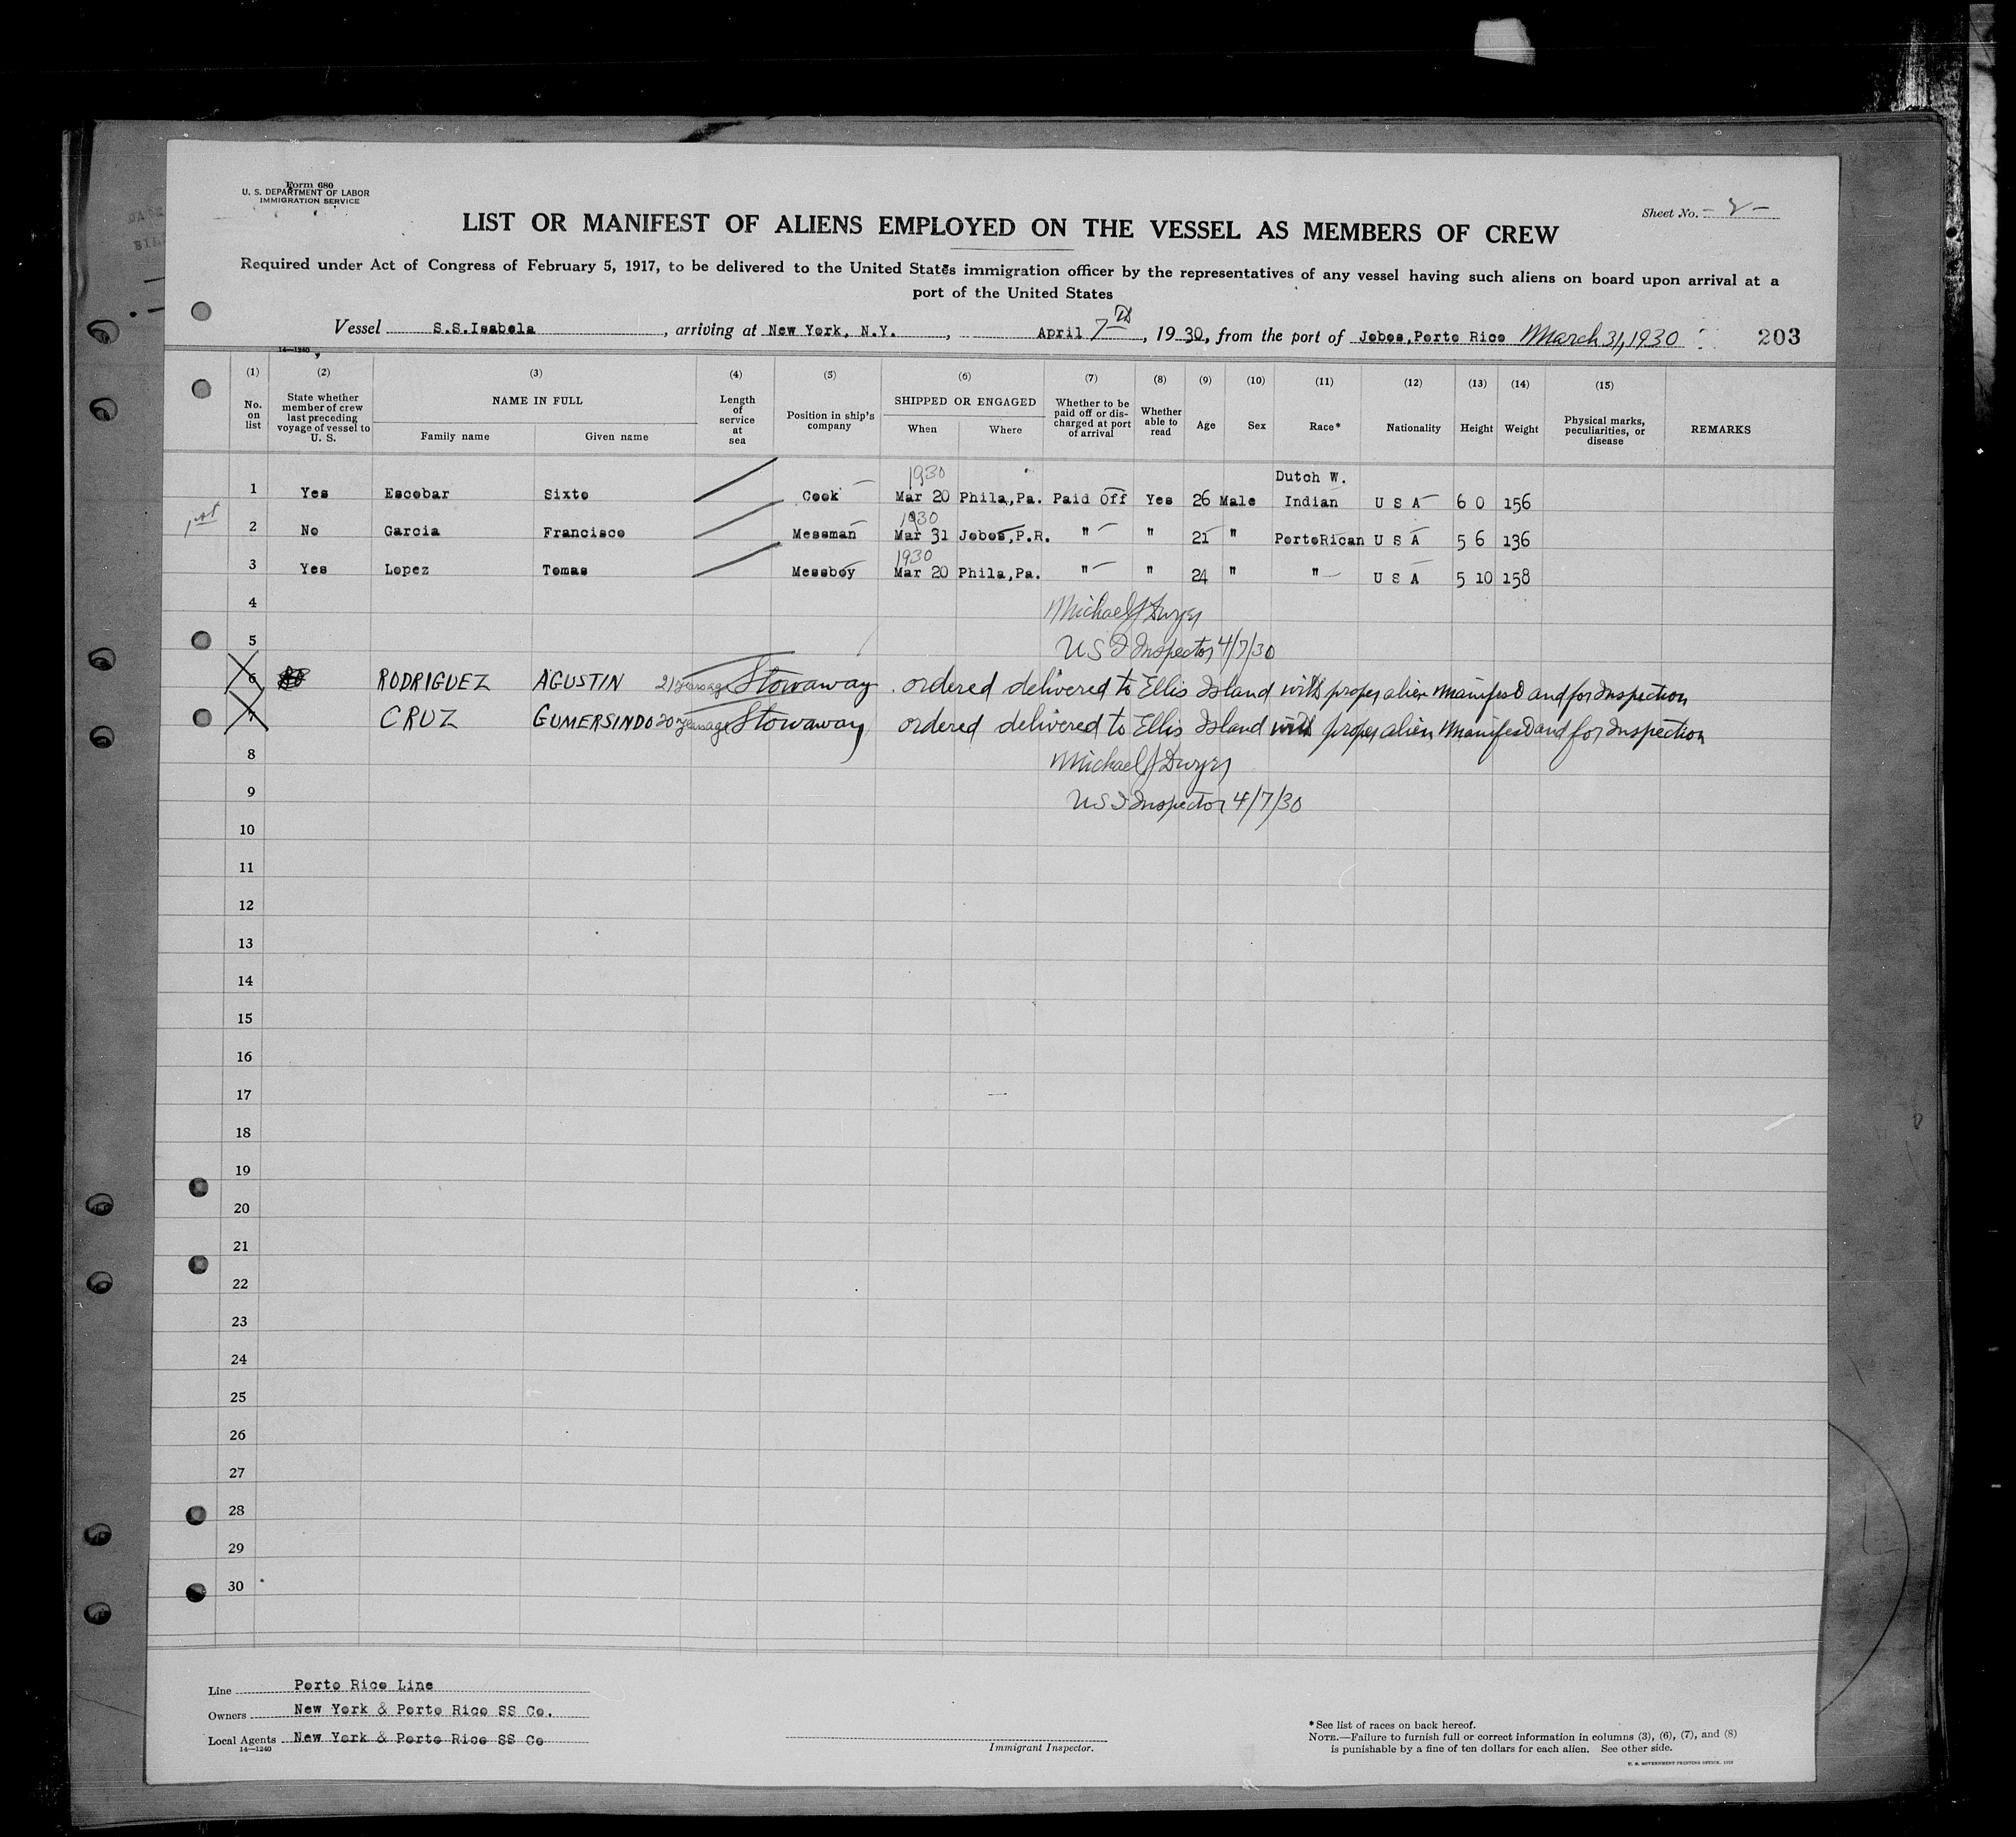 Form 680
U. S. DEPARTMENT OF LABOR
IMMIGRATION SERVICE
Sheet No. - 2 -
LIST OR MANIFEST OF ALIENS EMPLOYED ON THE VESSEL AS MEMBERS OF CREW
Required under Act of Congress of February 5, 1917, to be delivered to the United States immigration officer by the representatives of any vessel having such aliens on board upon arrival at a
port of the United States
Vessel S.S.Isabela, arriving at New York, N.Y., April 7th, 1930, from the port of Jobos,Porto Rico March 31, 1930 203
14—1240
(1) (2) (3) (4) (5) (6) (7) (8) (9) (10) (11) (12) (13) (14) (15)
No. on list
State whether member of crew last preceding voyage of vessel to U. S.
NAME IN FULL
Family name Given name
Length of service at sea
Position in ship's company
SHIPPED OR ENGAGED
When Where
Whether to be paid off or discharged at port of arrival
Whether able to read
Age
Sex
Race*
Nationality
Height
Weight
Physical marks, peculiarities, or disease
REMARKS
1930 Dutch W.
1 Yes Escobar Sixto Cook Mar 20 Phila,Pa. Paid Off Yes 26 Male Indian U S A 6 0 156
1st 1930
2 No Garcia Francisco Messman Mar 31 Jobos,P.R. " " 21 " PortoRican U S A 5 6 136
1930
3 Yes Lopez Tomas Messboy Mar 20 Phila,Pa. " " 24 " " U S A 5 10 158
4 Michael J Dwyer
5 US I Inspector 4/7/30
6 RODRIGUEZ AGUSTIN 21 years age Stowaway. ordered delivered to Ellis Island with proper alien manifest and for Inspection
7 CRUZ GUMERSINDO 20 years age Stowaway ordered delivered to Ellis Island with proper alien manifest and for Inspection
8 Michael J Dwyer
9 US I Inspector 4/7/30
10
11
12
13
14
15
16
17
18
19
20
21
22
23
24
25
26
27
28
29
30
Line Porto Rico Line
Owners New York & Porto Rico SS Co.
Local Agents New York & Porto Rico SS Co
14—1240
Immigrant Inspector.
*See list of races on back hereof.
NOTE.—Failure to furnish full or correct information in columns (3), (6), (7), and (8)
is punishable by a fine of ten dollars for each alien. See other side.